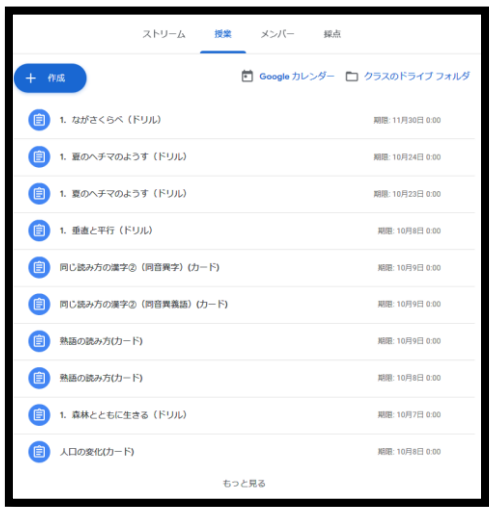 ストリーム 授業 メンバー 採点
+ 作成 Google カレンダー クラスのドライブ フォルダ
1. ながさくらべ（ドリル） 期限: 11月30日 0:00
1. 夏のヘチマのようす（ドリル） 期限: 10月24日 0:00
1. 夏のヘチマのようす（ドリル） 期限: 10月23日 0:00
1. 垂直と平行（ドリル） 期限: 10月8日 0:00
同じ読み方の漢字②（同音異字）(カード) 期限: 10月9日 0:00
同じ読み方の漢字②（同音異義語）(カード) 期限: 10月9日 0:00
熟語の読み方(カード) 期限: 10月9日 0:00
熟語の読み方(カード) 期限: 10月8日 0:00
1. 森林とともに生きる（ドリル） 期限: 10月7日 0:00
人口の変化(カード) 期限: 10月8日 0:00
もっと見る